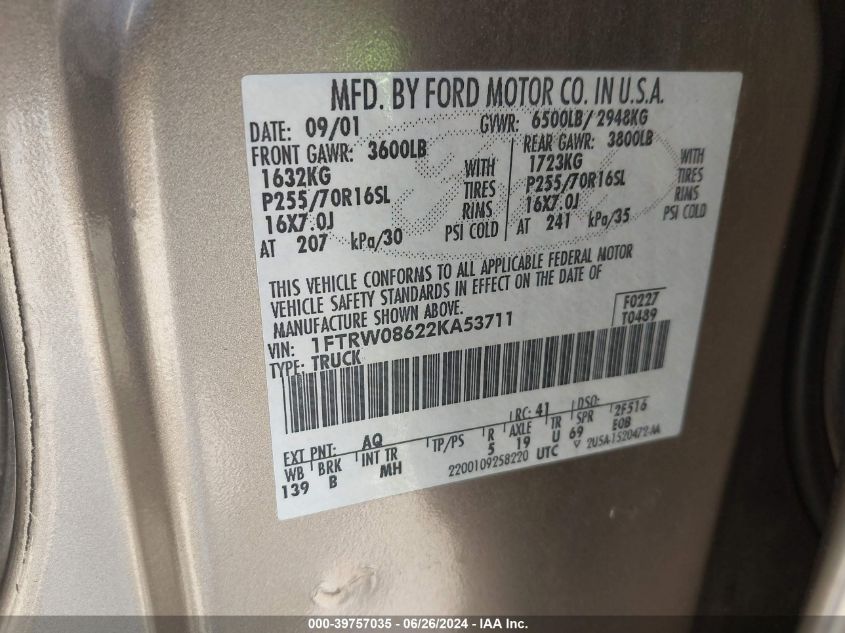 MFD. BY FORD MOTOR CO. IN U.S.A.
DATE: 09/01 GVWR: 6500LB/ 2948KG
FRONT GAWR: 3600LB REAR GAWR: 3800LB
1632KG WITH 1723KG WITH
P255/70R16SL TIRES P255/70R16SL TIRES
16X7.0J RIMS 16X7.0J RIMS
AT 207 kPa/30 PSI COLD AT 241 kPa/35 PSI COLD
THIS VEHICLE CONFORMS TO ALL APPLICABLE FEDERAL MOTOR
VEHICLE SAFETY STANDARDS IN EFFECT ON THE DATE OF
MANUFACTURE SHOWN ABOVE.
F0227
VIN: 1FTRW08622KA53711 T0489
TYPE: TRUCK
EXT PNT: AQ RC: 41 DSO:
WB BRK INT TR TP/PS R AXLE TR SPR 2F516
139 B MH 5 19 U 69 EOB
2200109258220 UTC ▽ 2U5A-1520472-AA
000-39757035 - 06/26/2024 - IAA Inc.